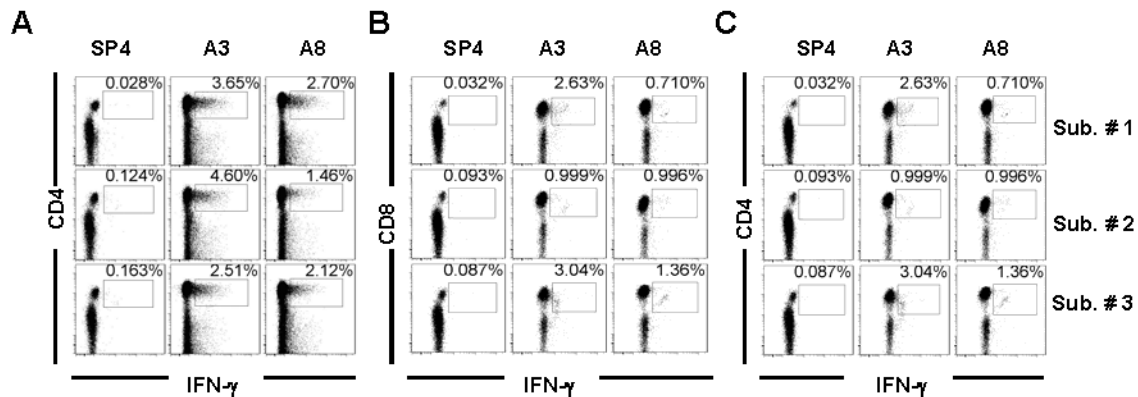 A B C
SP4 A3 A8 SP4 A3 A8 SP4 A3 A8
0.028% 3.65% 2.70% 0.032% 2.63% 0.710% 0.032% 2.63% 0.710%
Sub. #1
0.124% 4.60% 1.46% 0.093% 0.999% 0.996% 0.093% 0.999% 0.996%
CD4 CD8 CD4
Sub. #2
0.163% 2.51% 2.12% 0.087% 3.04% 1.36% 0.087% 3.04% 1.36%
Sub. #3
IFN-γ IFN-γ IFN-γ